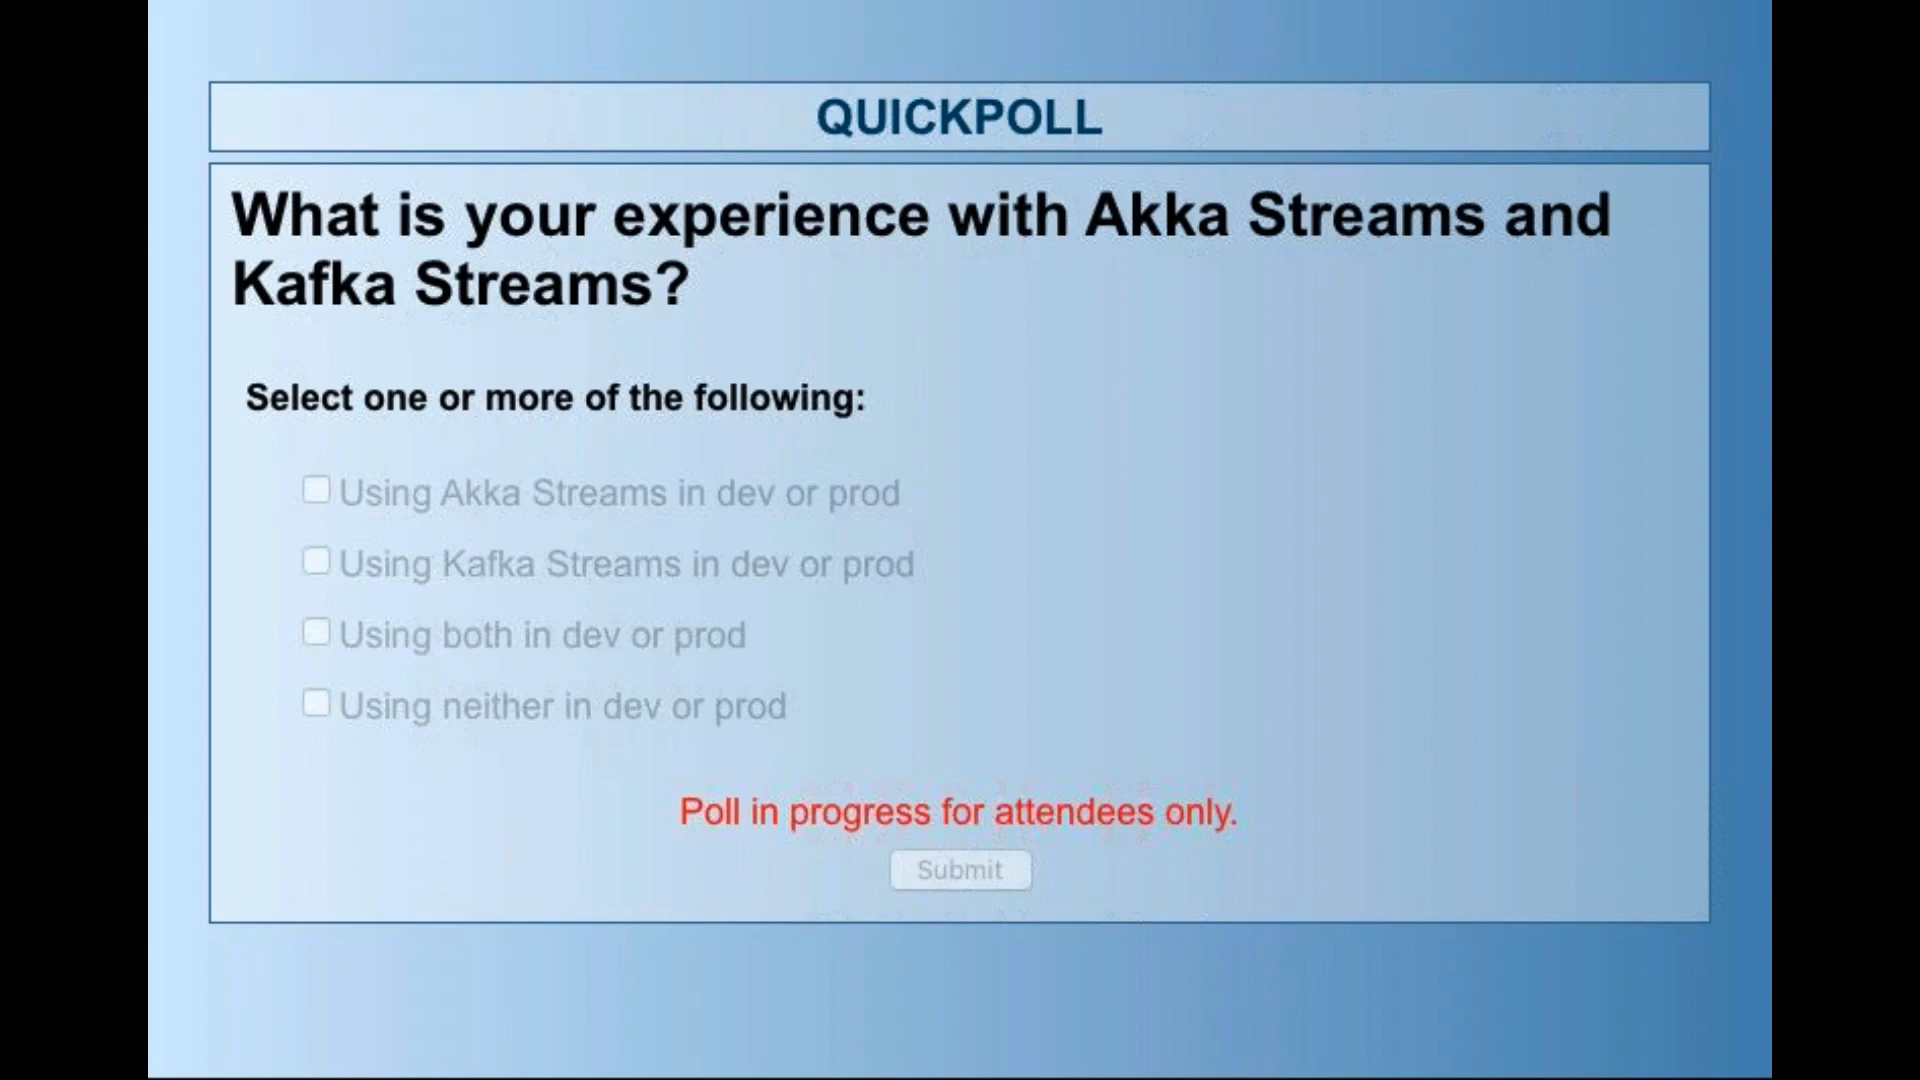 QUICKPOLL
What is your experience with Akka Streams and
Kafka Streams?
Select one or more of the following:
Using Akka Streams in dev or prod
Using Kafka Streams in dev or prod
Using both in dev or prod
Using neither in dev or prod
Poll in progress for attendees only.
Submit